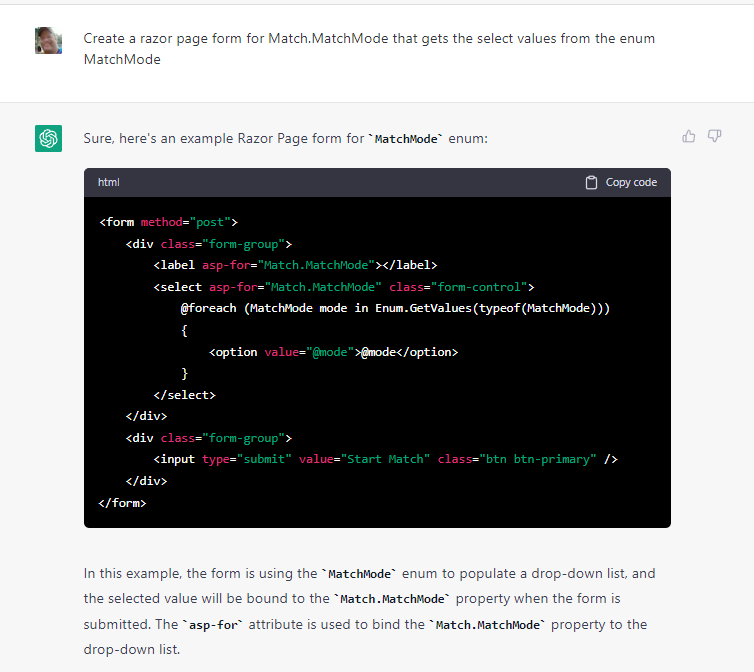 Create a razor page form for Match.MatchMode that gets the select values from the enum
MatchMode
Sure, here's an example Razor Page form for `MatchMode` enum:
html Copy code
<form method="post">
    <div class="form-group">
        <label asp-for="Match.MatchMode"></label>
        <select asp-for="Match.MatchMode" class="form-control">
            @foreach (MatchMode mode in Enum.GetValues(typeof(MatchMode)))
            {
                <option value="@mode">@mode</option>
            }
        </select>
    </div>
    <div class="form-group">
        <input type="submit" value="Start Match" class="btn btn-primary" />
    </div>
</form>
In this example, the form is using the `MatchMode` enum to populate a drop-down list, and
the selected value will be bound to the `Match.MatchMode` property when the form is
submitted. The `asp-for` attribute is used to bind the `Match.MatchMode` property to the
drop-down list.